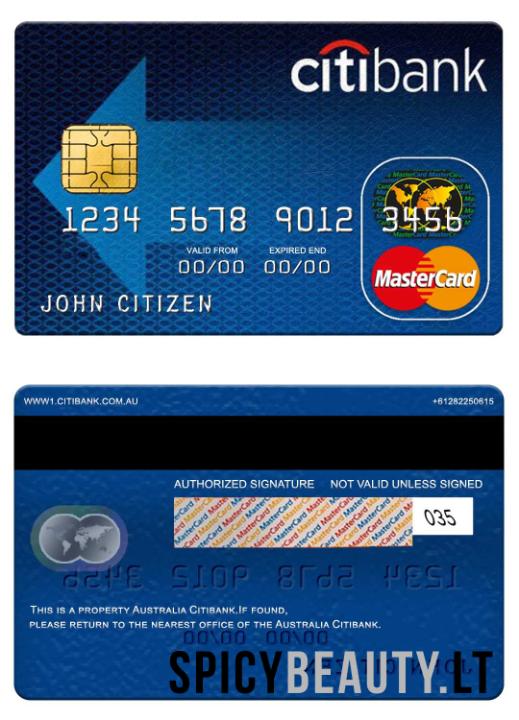 citibank
1234 5678 9012 3456
VALID FROM EXPIRED END
00/00 00/00
MasterCard
JOHN CITIZEN
WWW1.CITIBANK.COM.AU +61282250615
AUTHORIZED SIGNATURE NOT VALID UNLESS SIGNED
035
THIS IS A PROPERTY AUSTRALIA CITIBANK.IF FOUND,
PLEASE RETURN TO THE NEAREST OFFICE OF THE AUSTRALIA CITIBANK.
SPICYBEAUTY.LT